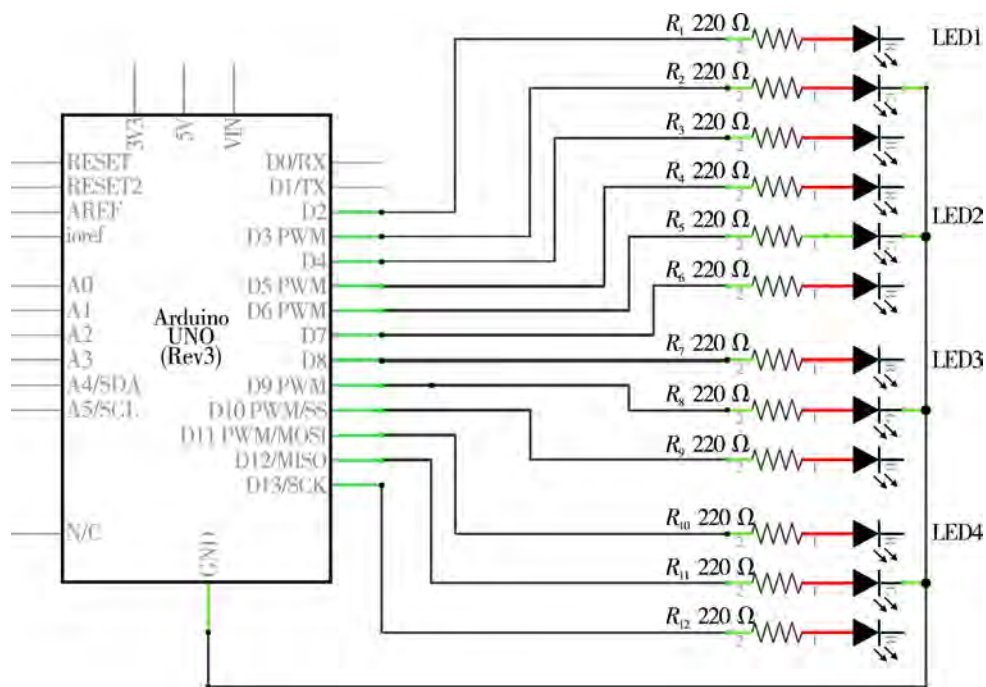 R1 220 Ω
LED1
R2 220 Ω
R3 220 Ω
R4 220 Ω
LED2
R5 220 Ω
R6 220 Ω
R7 220 Ω
LED3
R8 220 Ω
R9 220 Ω
R10 220 Ω
LED4
R11 220 Ω
R12 220 Ω
3V3
5V
VIN
RESET
RESET2
AREF
ioref
A0
A1
A2
A3
A4/SDA
A5/SCL
N/C
Arduino
UNO
(Rev3)
D0/RX
D1/TX
D2
D3 PWM
D4
D5 PWM
D6 PWM
D7
D8
D9 PWM
D10 PWM/SS
D11 PWM/MOSI
D12/MISO
D13/SCK
GND